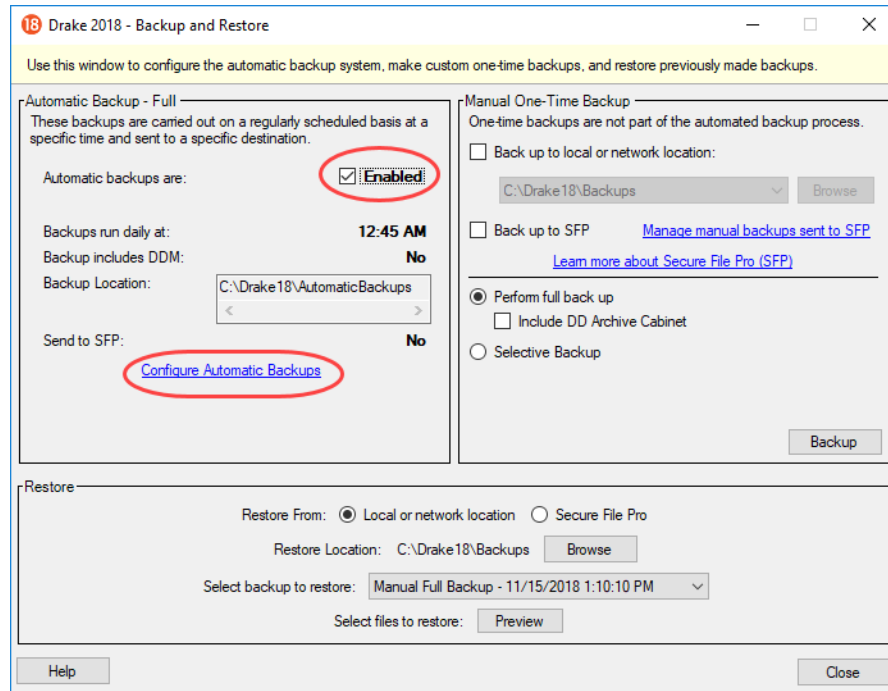 18 Drake 2018 - Backup and Restore
Use this window to configure the automatic backup system, make custom one-time backups, and restore previously made backups.
Automatic Backup - Full
These backups are carried out on a regularly scheduled basis at a
specific time and sent to a specific destination.
Automatic backups are: Enabled
Backups run daily at: 12:45 AM
Backup includes DDM: No
Backup Location: C:\Drake18\AutomaticBackups
Send to SFP: No
Configure Automatic Backups
Manual One-Time Backup
One-time backups are not part of the automated backup process.
Back up to local or network location:
C:\Drake18\Backups Browse
Back up to SFP Manage manual backups sent to SFP
Learn more about Secure File Pro (SFP)
Perform full back up
Include DD Archive Cabinet
Selective Backup
Backup
Restore
Restore From: Local or network location Secure File Pro
Restore Location: C:\Drake18\Backups Browse
Select backup to restore: Manual Full Backup - 11/15/2018 1:10:10 PM
Select files to restore: Preview
Help Close